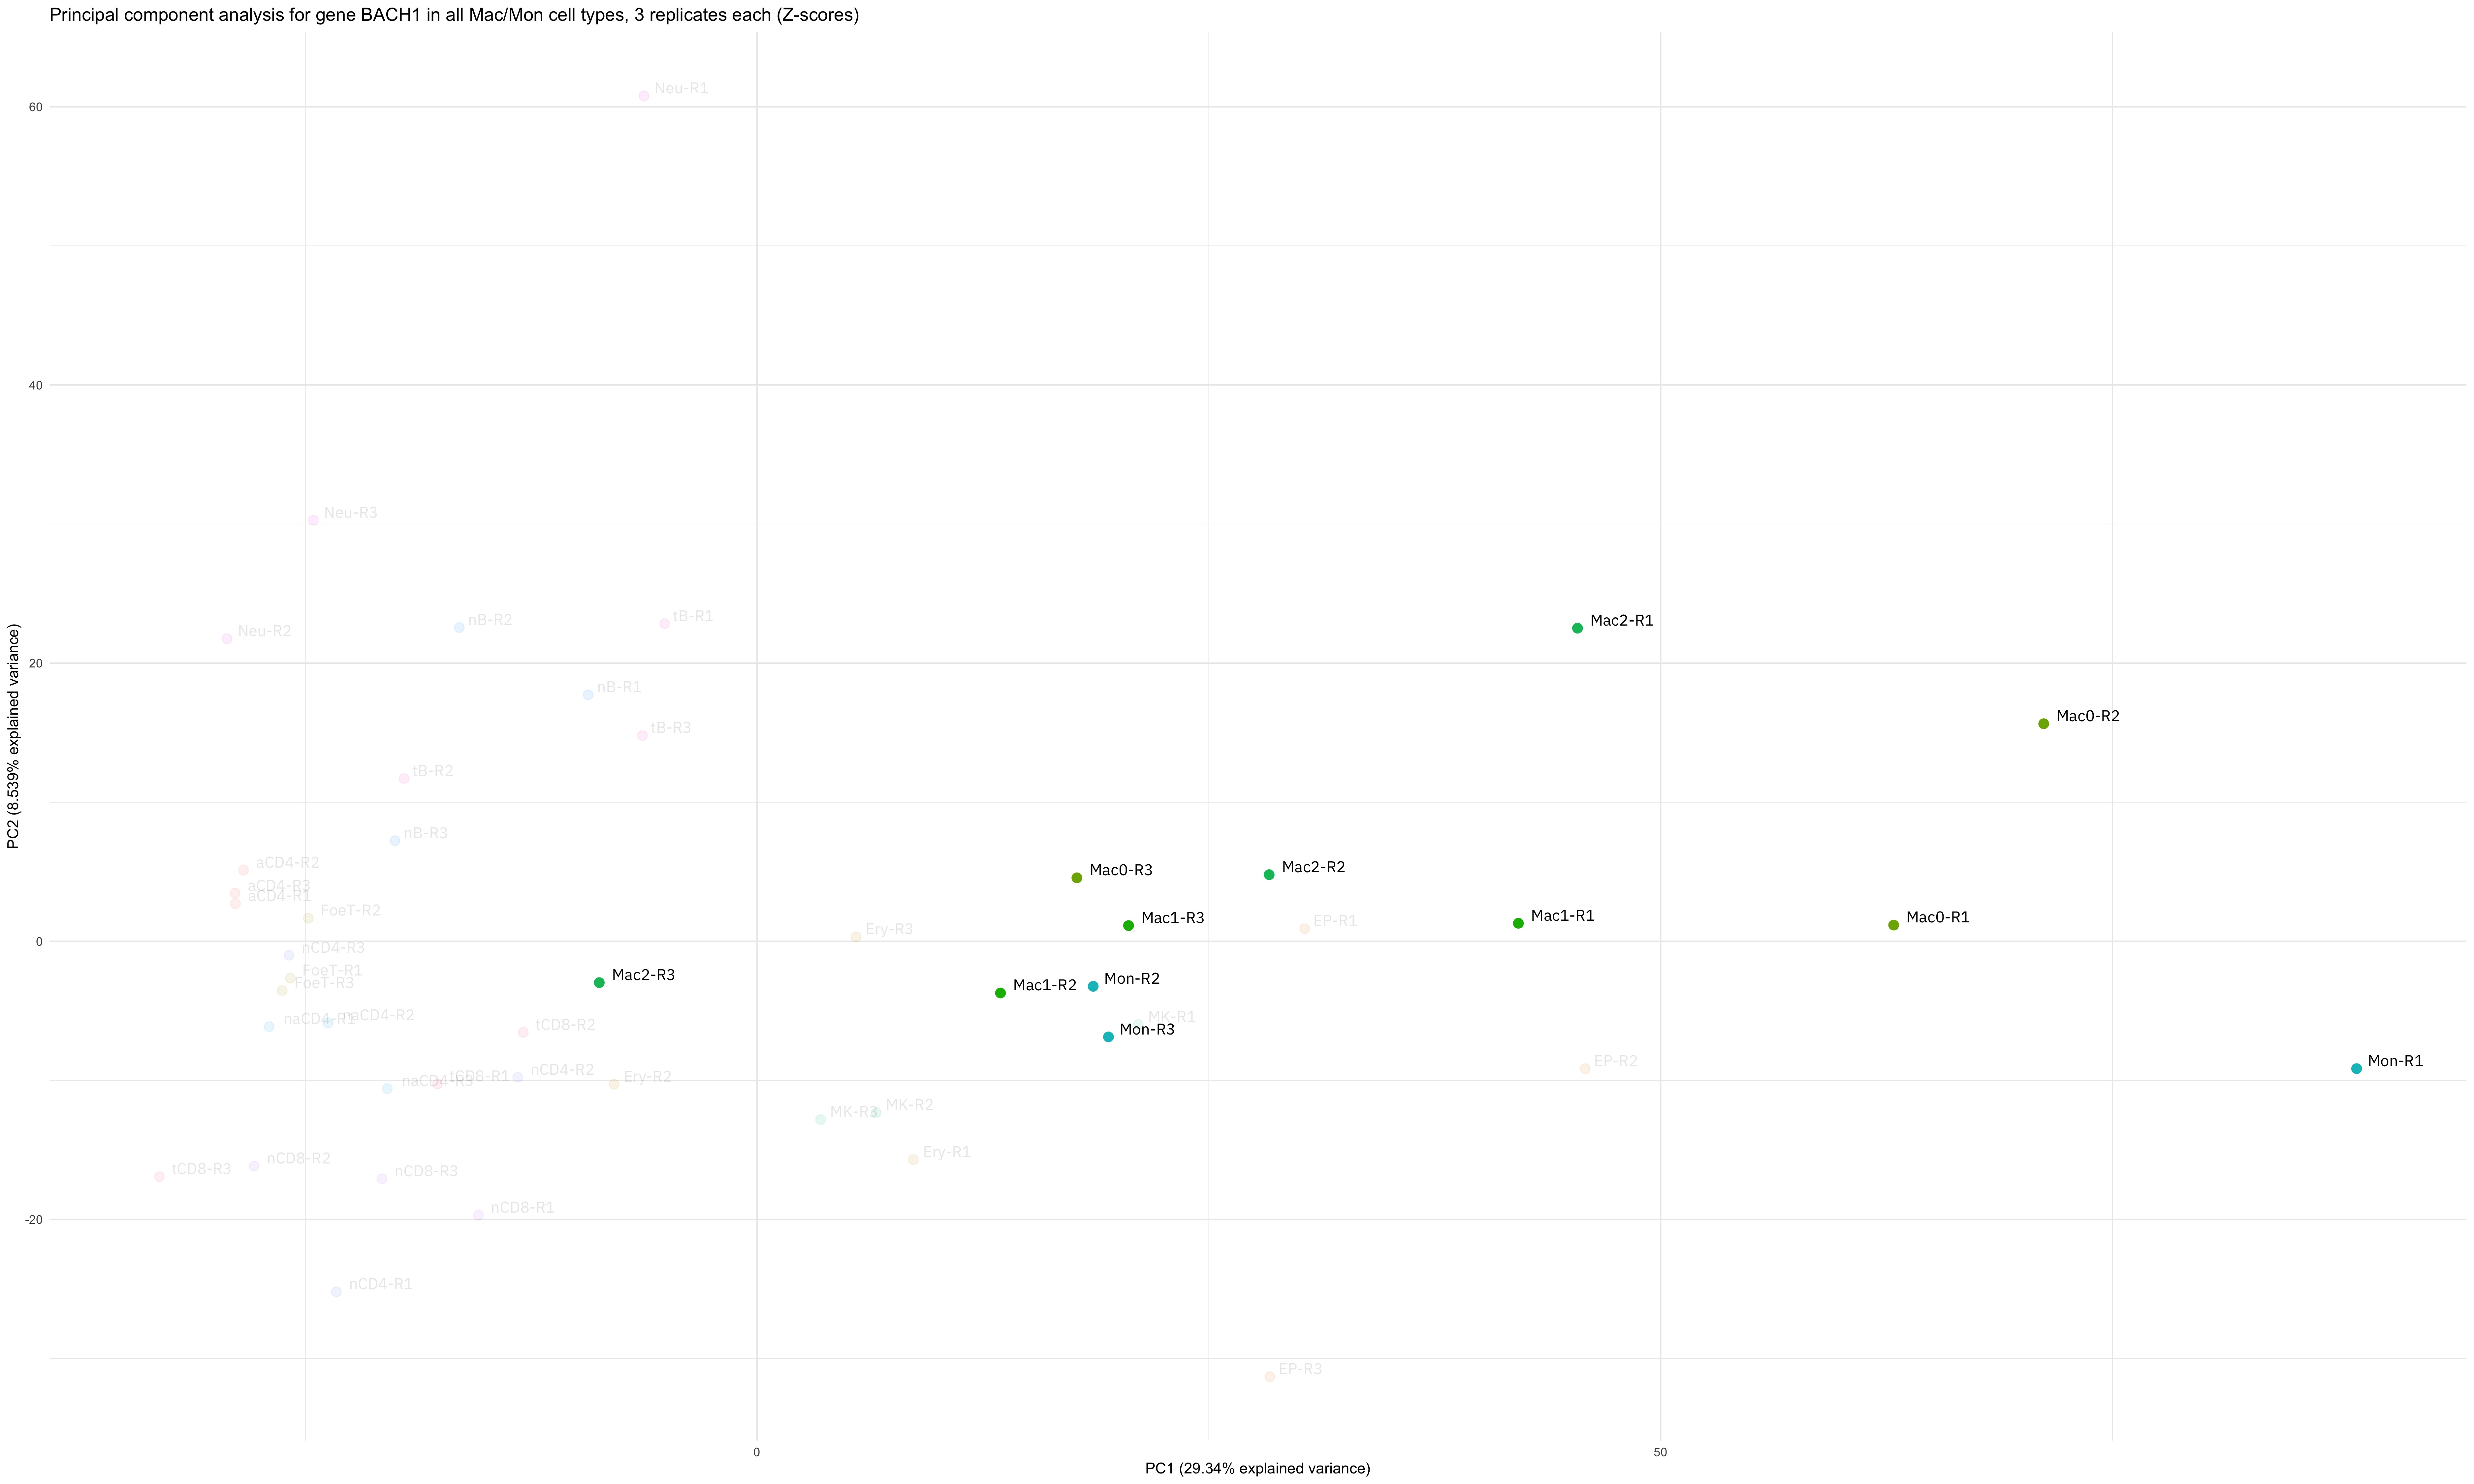 Principal component analysis for gene BACH1 in all Mac/Mon cell types, 3 replicates each (Z-scores)
Neu-R1
60
40
Neu-R3
nB-R2
tB-R1
Mac2-R1
Neu-R2
20
nB-R1
Mac0-R2
tB-R3
tB-R2
PC2 (8.539% explained variance)
nB-R3
aCD4-R2
Mac0-R3
Mac2-R2
aCD4-R3
aCD4-R1
FoeT-R2
Mac1-R3
Mac1-R1
Mac0-R1
EP-R1
Ery-R3
0
nCD4-R3
FoeT-R1
Mac2-R3
Mon-R2
FoeT-R3
Mac1-R2
naCD4-R2
naCD4-R1
MK-R1
tCD8-R2
Mon-R3
EP-R2
Mon-R1
nCD4-R2
tCD8-R1
Ery-R2
naCD4-R3
MK-R2
MK-R3
Ery-R1
nCD8-R2
tCD8-R3
nCD8-R3
nCD8-R1
-20
nCD4-R1
EP-R3
0
50
PC1 (29.34% explained variance)